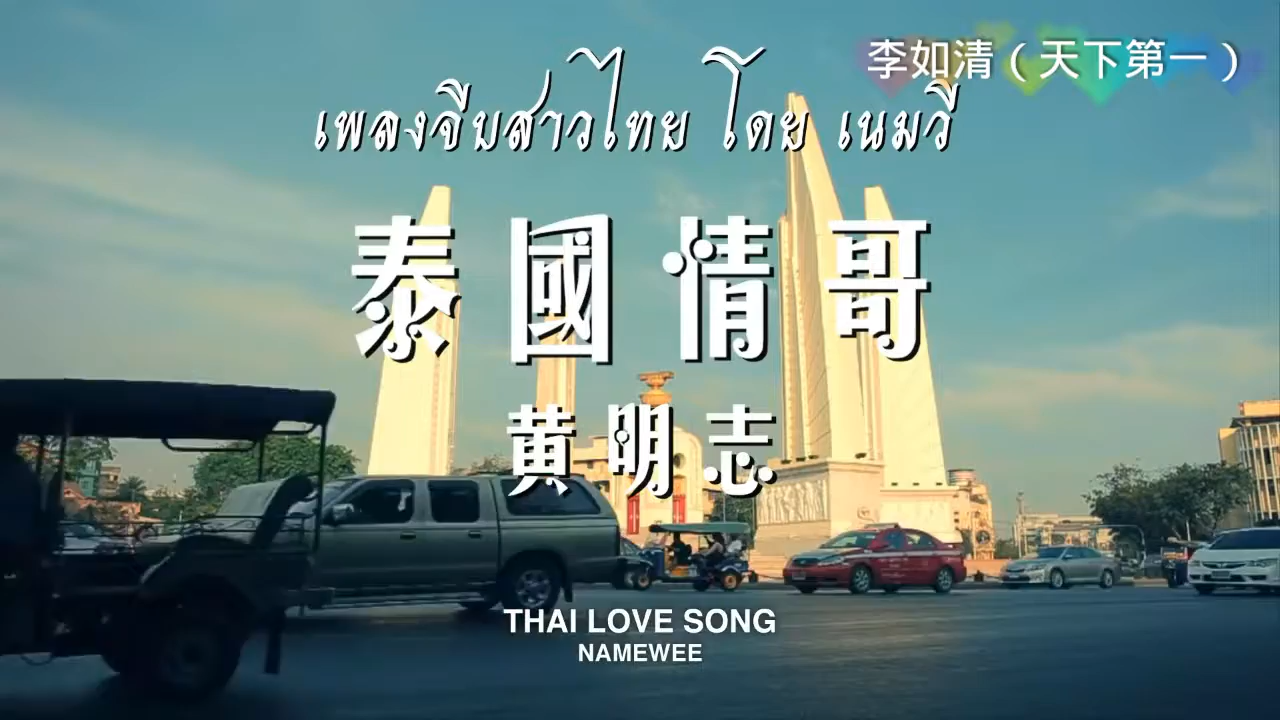 李如清（天下第一）
เพลงจีบสาวไทย โดย เนมวี
泰國情哥
黄明志
THAI LOVE SONG
NAMEWEE